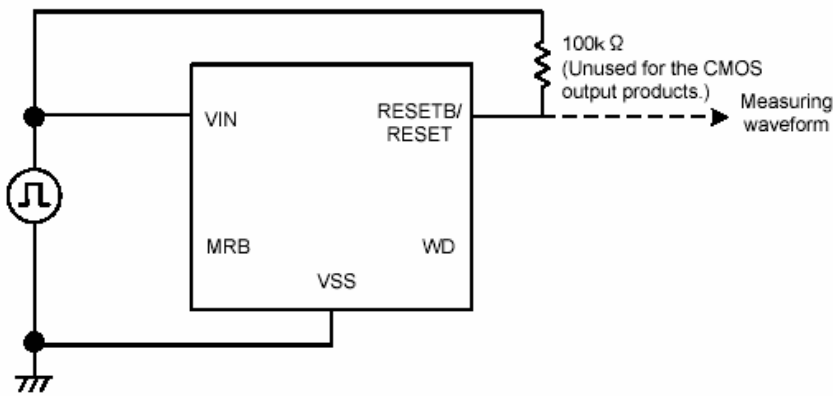 100k Ω
(Unused for the CMOS
output products.)
Measuring
waveform
VIN
RESETB/
RESET
MRB
WD
VSS